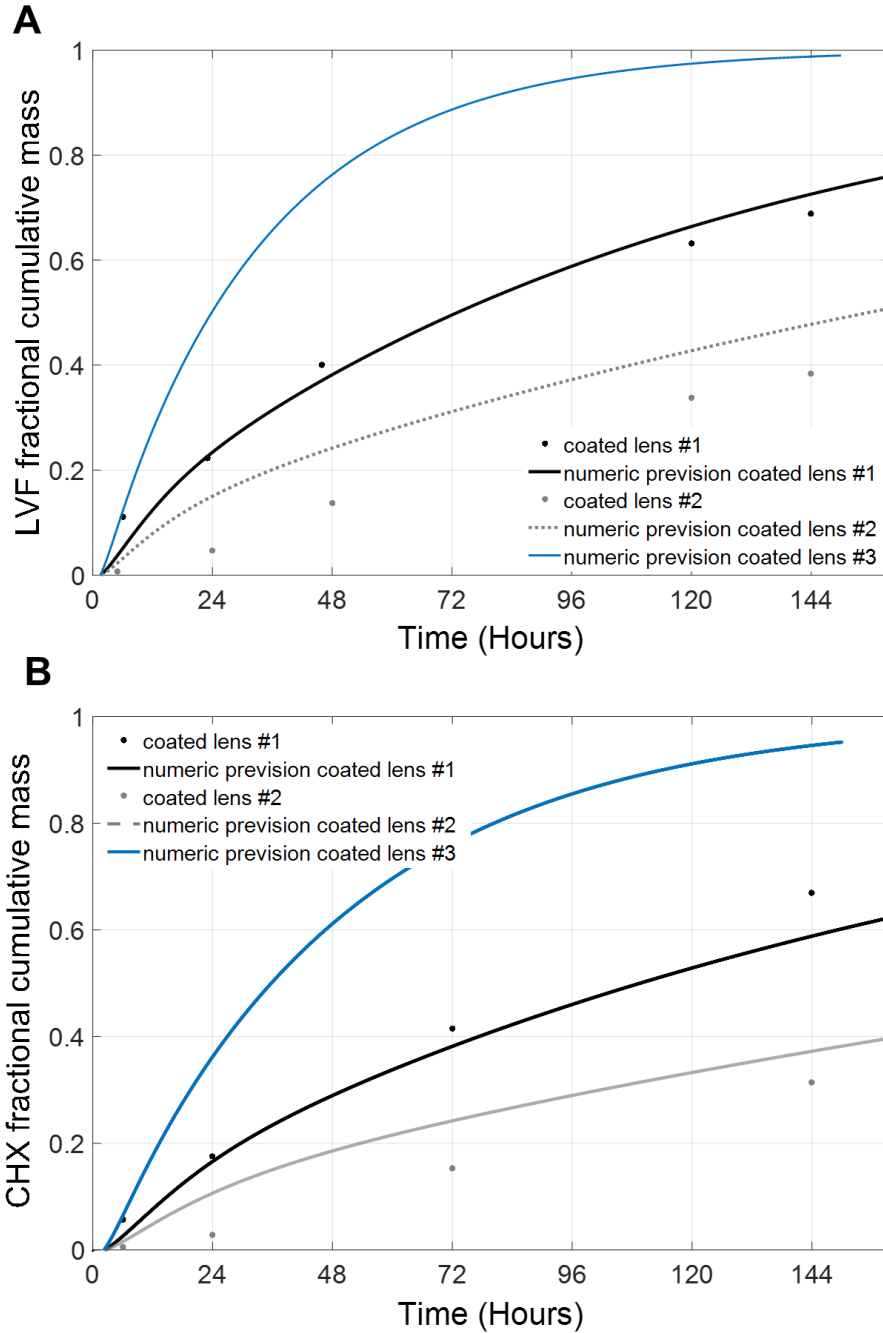 A
1
0.8
0.6
0.4
0.2
0
LVF fractional cumulative mass
coated lens #1
numeric prevision coated lens #1
coated lens #2
numeric prevision coated lens #2
numeric prevision coated lens #3
0 24 48 72 96 120 144
Time (Hours)
B
1
0.8
0.6
0.4
0.2
0
CHX fractional cumulative mass
coated lens #1
numeric prevision coated lens #1
coated lens #2
numeric prevision coated lens #2
numeric prevision coated lens #3
0 24 48 72 96 120 144
Time (Hours)